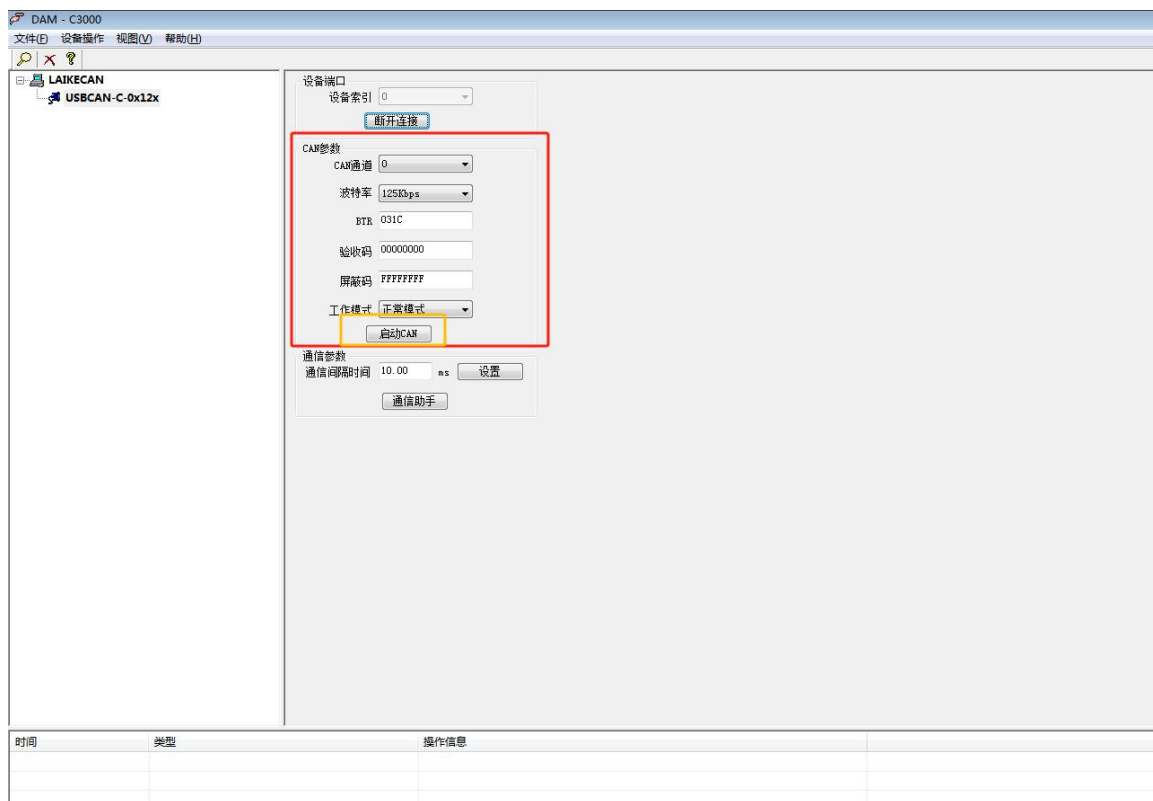 DAM - C3000
文件(F) 设备操作 视图(V) 帮助(H)
LAIKECAN
USBCAN-C-0x12x
设备端口
设备索引 0
断开连接
CAN参数
CAN通道 0
波特率 125Kbps
BTR 031C
验收码 00000000
屏蔽码 FFFFFFFF
工作模式 正常模式
启动CAN
通信参数
通信间隔时间 10.00 ms 设置
通信助手
时间 类型 操作信息